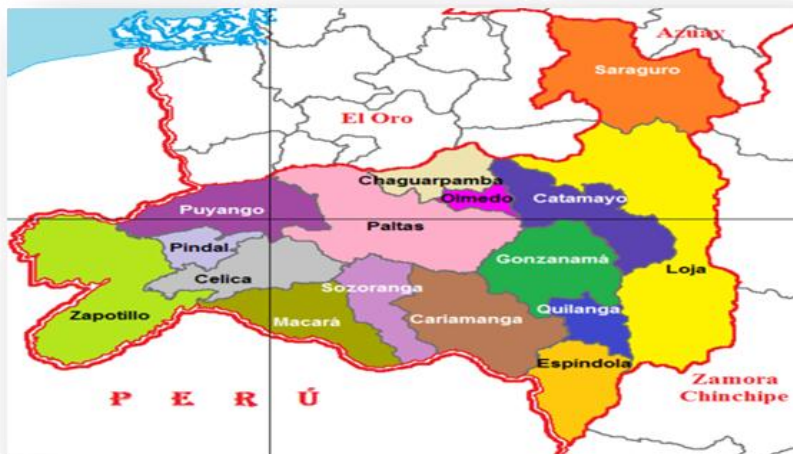 Azuay
Saraguro
El Oro
Chaguarpamba
Olmedo
Catamayo
Puyango
Paltas
Pindal
Gonzanamá
Loja
Celica
Sozoranga
Zapotillo
Macará
Cariamanga
Quilanga
Espíndola
Zamora
Chinchipe
P E R Ú